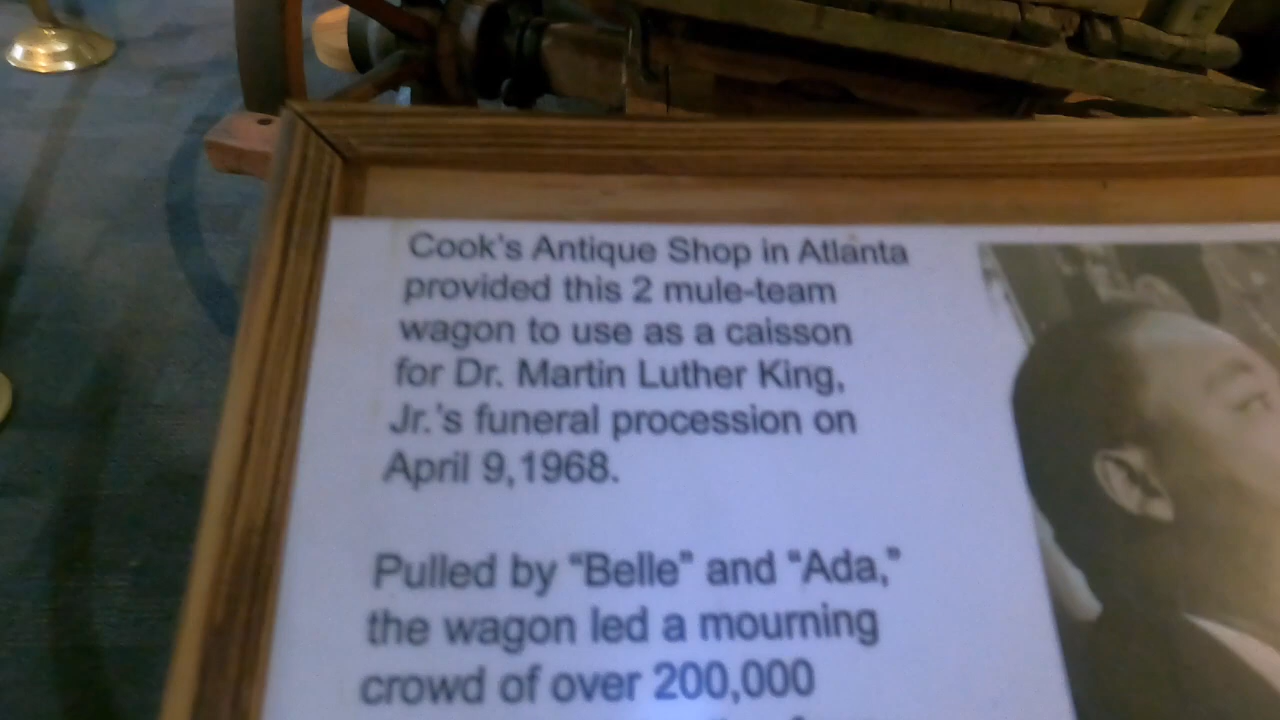 Cook's Antique Shop in Atlanta
provided this 2 mule-team
wagon to use as a caisson
for Dr. Martin Luther King,
Jr.'s funeral procession on
April 9,1968.
Pulled by “Belle” and “Ada,”
the wagon led a mourning
crowd of over 200,000